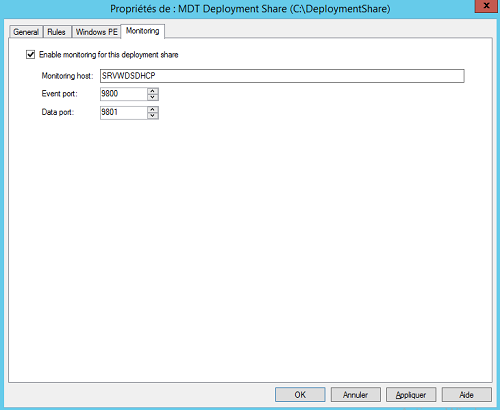 Propriétés de : MDT Deployment Share (C:\DeploymentShare)
x
General Rules Windows PE Monitoring
Enable monitoring for this deployment share
Monitoring host: SRVWDSDHCP
Event port: 9800
Data port: 9801
OK Annuler Appliquer Aide